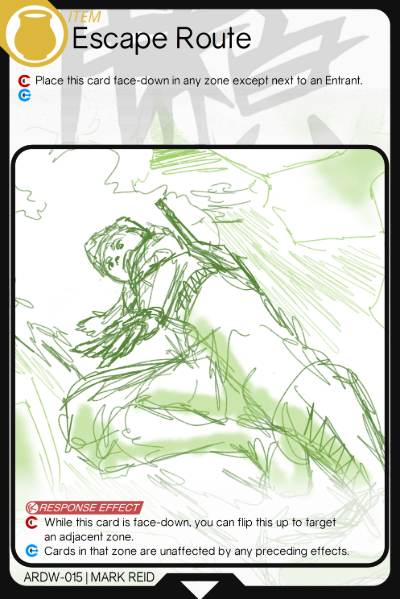 ITEM
Escape Route
C Place this card face-down in any zone except next to an Entrant.
E
RESPONSE EFFECT
C While this card is face-down, you can flip this up to target
an adjacent zone.
E Cards in that zone are unaffected by any preceding effects.
ARDW-015 | MARK REID